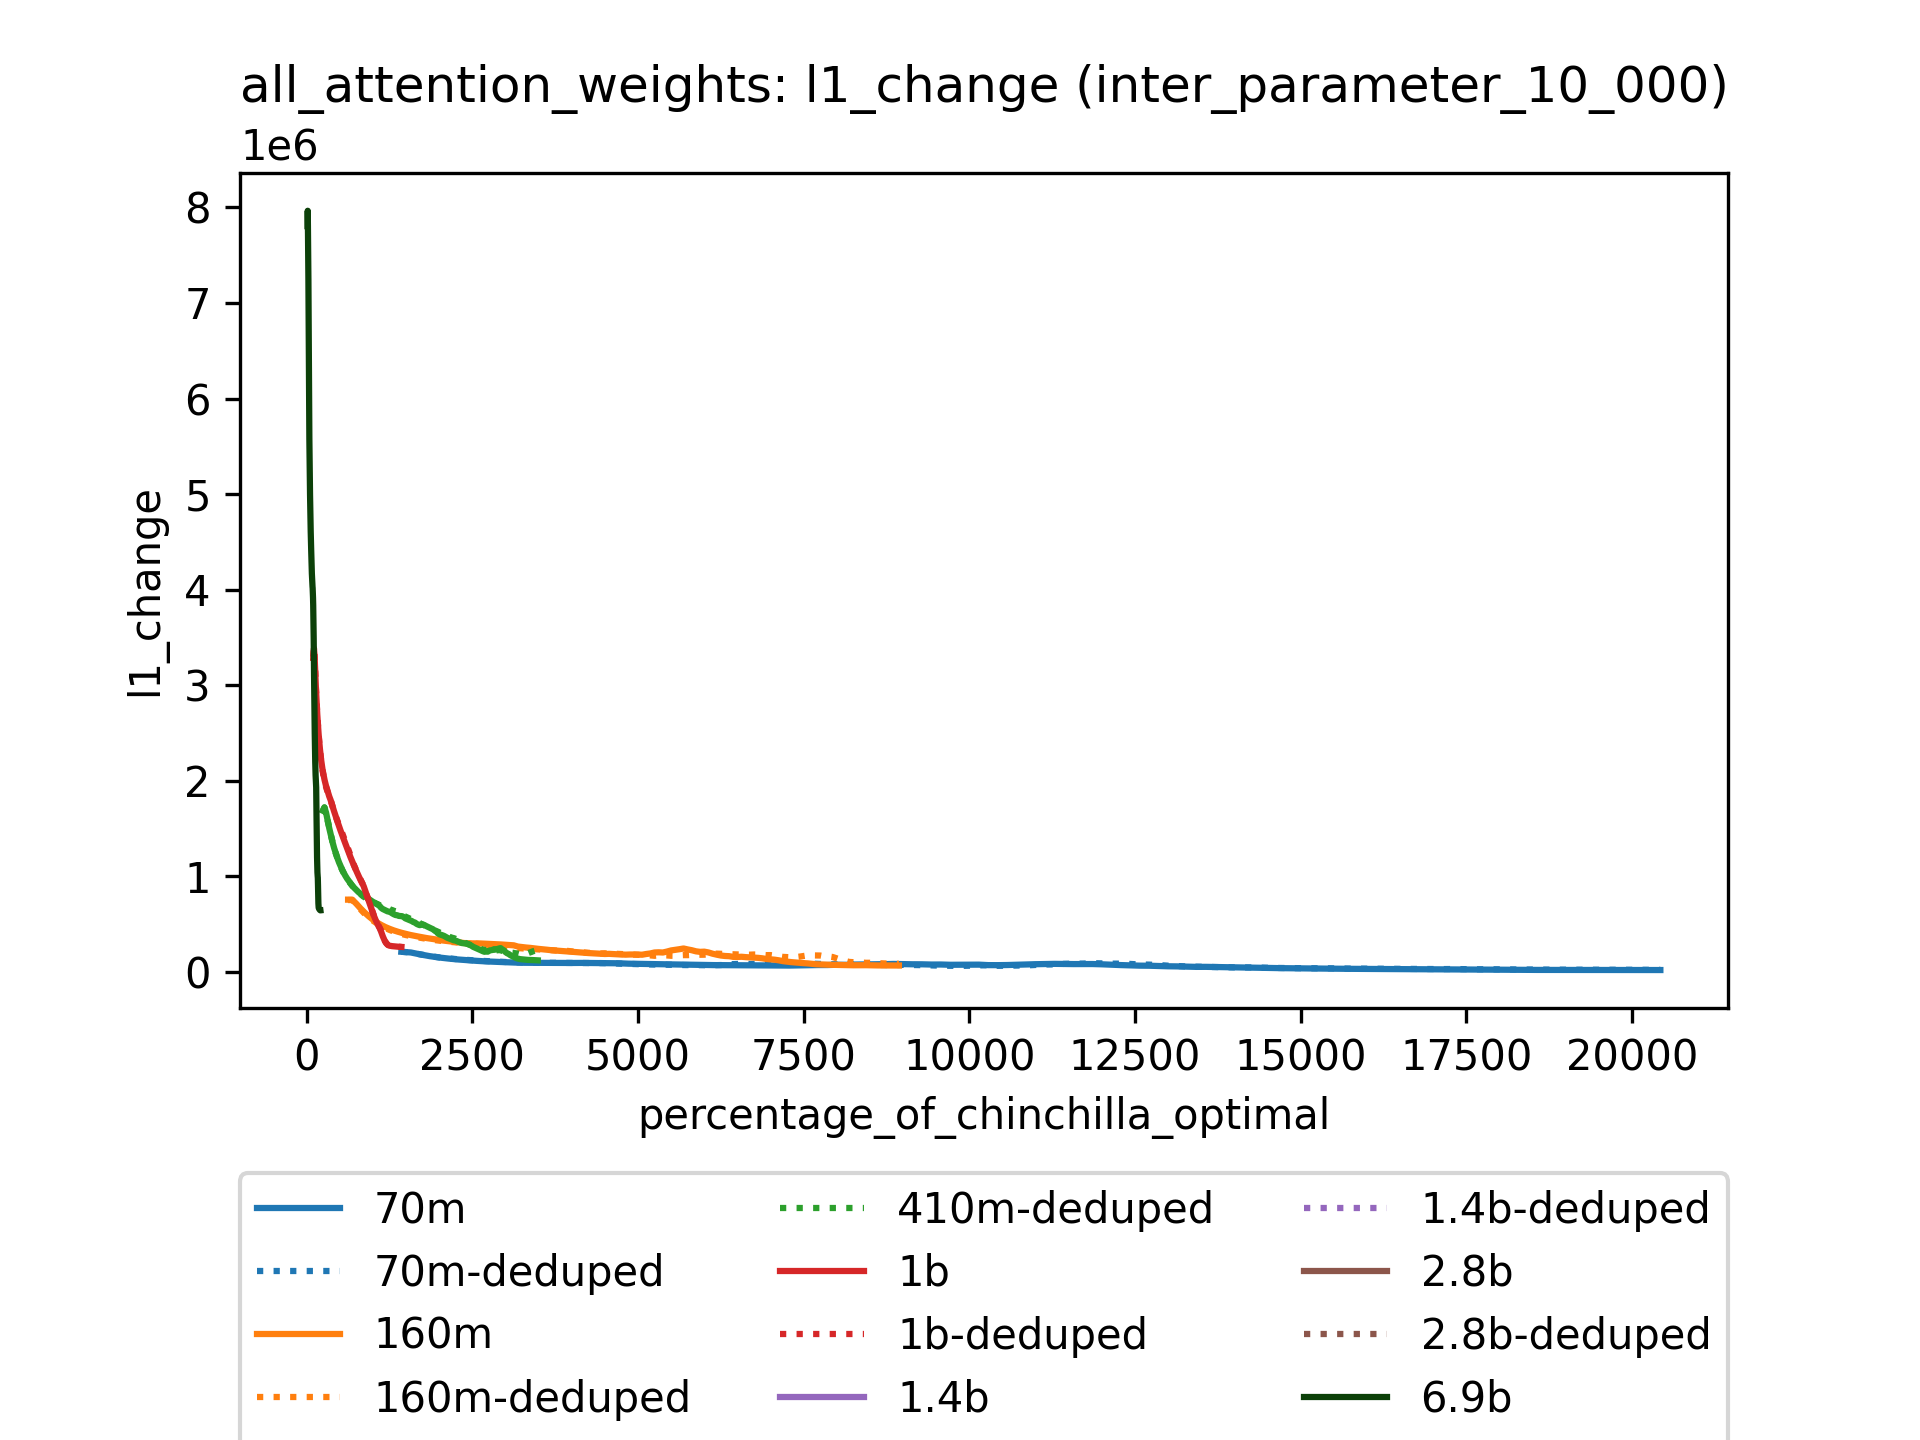 all_attention_weights: l1_change (inter_parameter_10_000)
1e6
8
7
6
5
4
3
2
1
0
l1_change
0 2500 5000 7500 10000 12500 15000 17500 20000
percentage_of_chinchilla_optimal
70m 410m-deduped 1.4b-deduped
70m-deduped 1b 2.8b
160m 1b-deduped 2.8b-deduped
160m-deduped 1.4b 6.9b